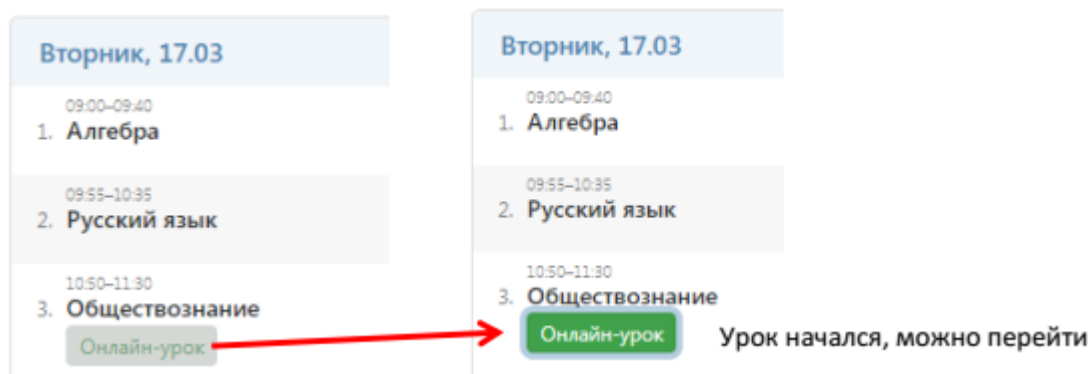 Вторник, 17.03
09:00–09:40
1. Алгебра
09:55–10:35
2. Русский язык
10:50–11:30
3. Обществознание
Онлайн-урок
Вторник, 17.03
09:00–09:40
1. Алгебра
09:55–10:35
2. Русский язык
10:50–11:30
3. Обществознание
Онлайн-урок
Урок начался, можно перейти